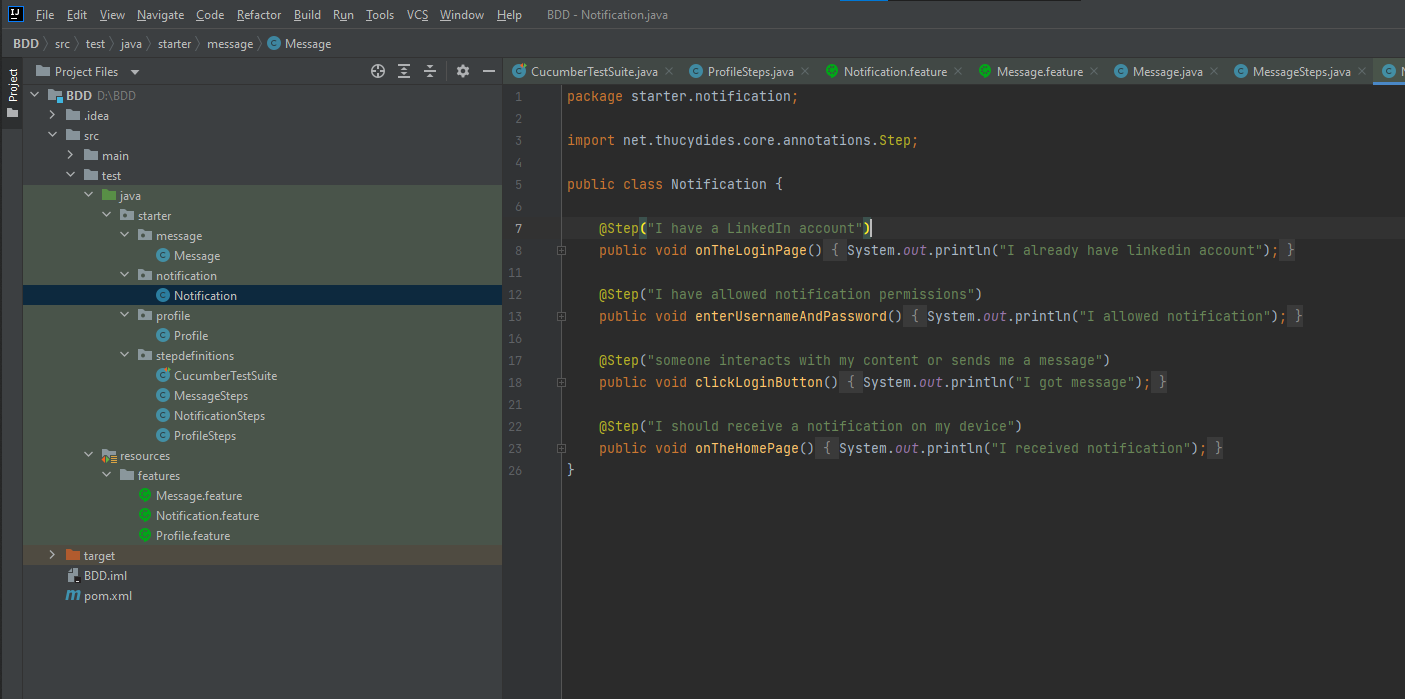 IJ File Edit View Navigate Code Refactor Build Run Tools VCS Window Help BDD - Notification.java
BDD src test java starter message C Message
Project
Project Files
CucumberTestSuite.java ProfileSteps.java Notification.feature Message.feature Message.java MessageSteps.java
BDD D:\BDD
.idea
src
main
test
java
starter
message
Message
notification
Notification
profile
Profile
stepdefinitions
CucumberTestSuite
MessageSteps
NotificationSteps
ProfileSteps
resources
features
Message.feature
Notification.feature
Profile.feature
target
BDD.iml
pom.xml
1 package starter.notification;
2
3 import net.thucydides.core.annotations.Step;
4
5 public class Notification {
6
7 @Step("I have a LinkedIn account")
8 public void onTheLoginPage() { System.out.println("I already have linkedin account"); }
11
12 @Step("I have allowed notification permissions")
13 public void enterUsernameAndPassword() { System.out.println("I allowed notification"); }
16
17 @Step("someone interacts with my content or sends me a message")
18 public void clickLoginButton() { System.out.println("I got message"); }
21
22 @Step("I should receive a notification on my device")
23 public void onTheHomePage() { System.out.println("I received notification"); }
26 }